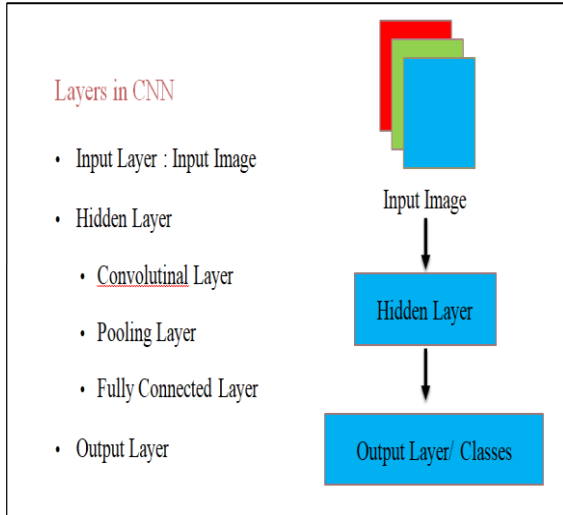 Layers in CNN
• Input Layer : Input Image
• Hidden Layer
• Convolutinal Layer
• Pooling Layer
• Fully Connected Layer
• Output Layer
Input Image
Hidden Layer
Output Layer/ Classes